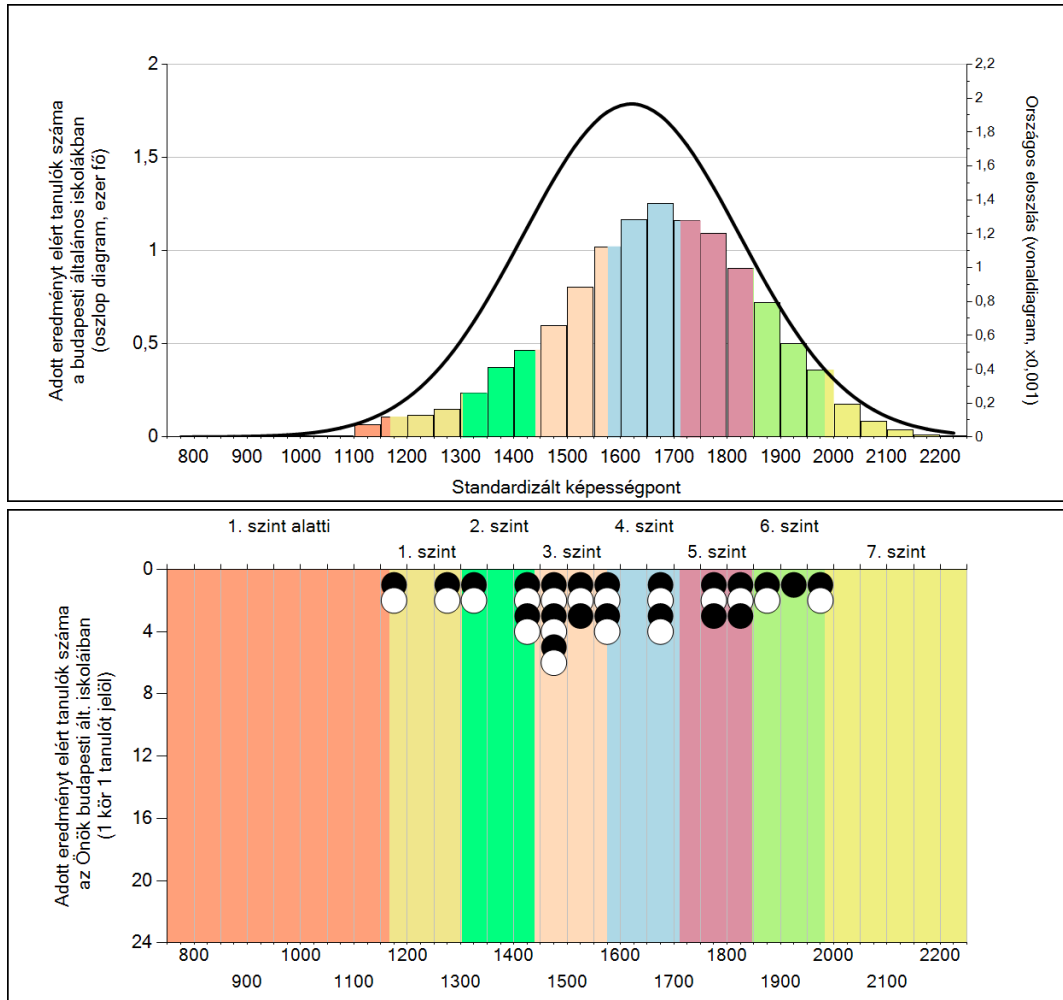 Adott eredményt elért tanulók száma
a budapesti általános iskolákban
(oszlop diagram, ezer fő)
2
1,5
1
0,5
0
2,2
2
1,8
1,6
1,4
1,2
1
0,8
0,6
0,4
0,2
0
Országos eloszlás (vonaldiagram, x0,001)
800 900 1000 1100 1200 1300 1400 1500 1600 1700 1800 1900 2000 2100 2200
Standardizált képességpont
1. szint alatti 2. szint 4. szint 6. szint
1. szint 3. szint 5. szint 7. szint
Adott eredményt elért tanulók száma
az Önök budapesti ált. iskoláiban
(1 kör 1 tanulót jelöl)
0
4
8
12
16
20
24
800 1000 1200 1400 1600 1800 2000 2200
900 1100 1300 1500 1700 1900 2100